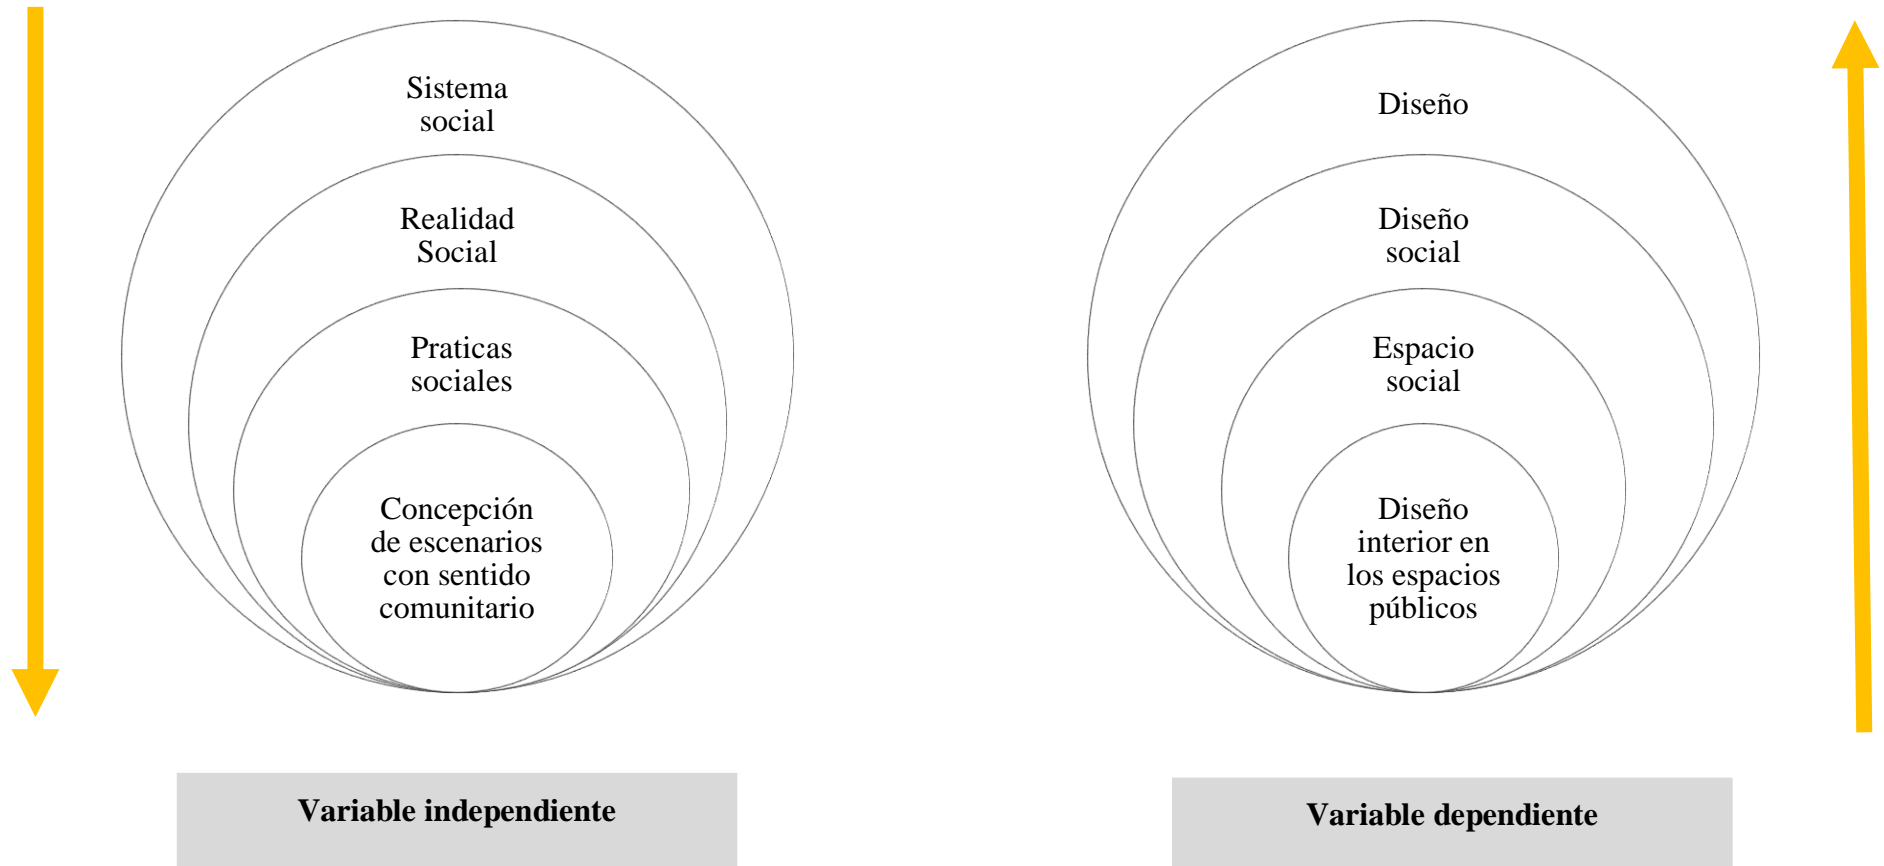 Sistema
social
Realidad
Social
Praticas
sociales
Concepción
de escenarios
con sentido
comunitario
Variable independiente
Diseño
Diseño
social
Espacio
social
Diseño
interior en
los espacios
públicos
Variable dependiente